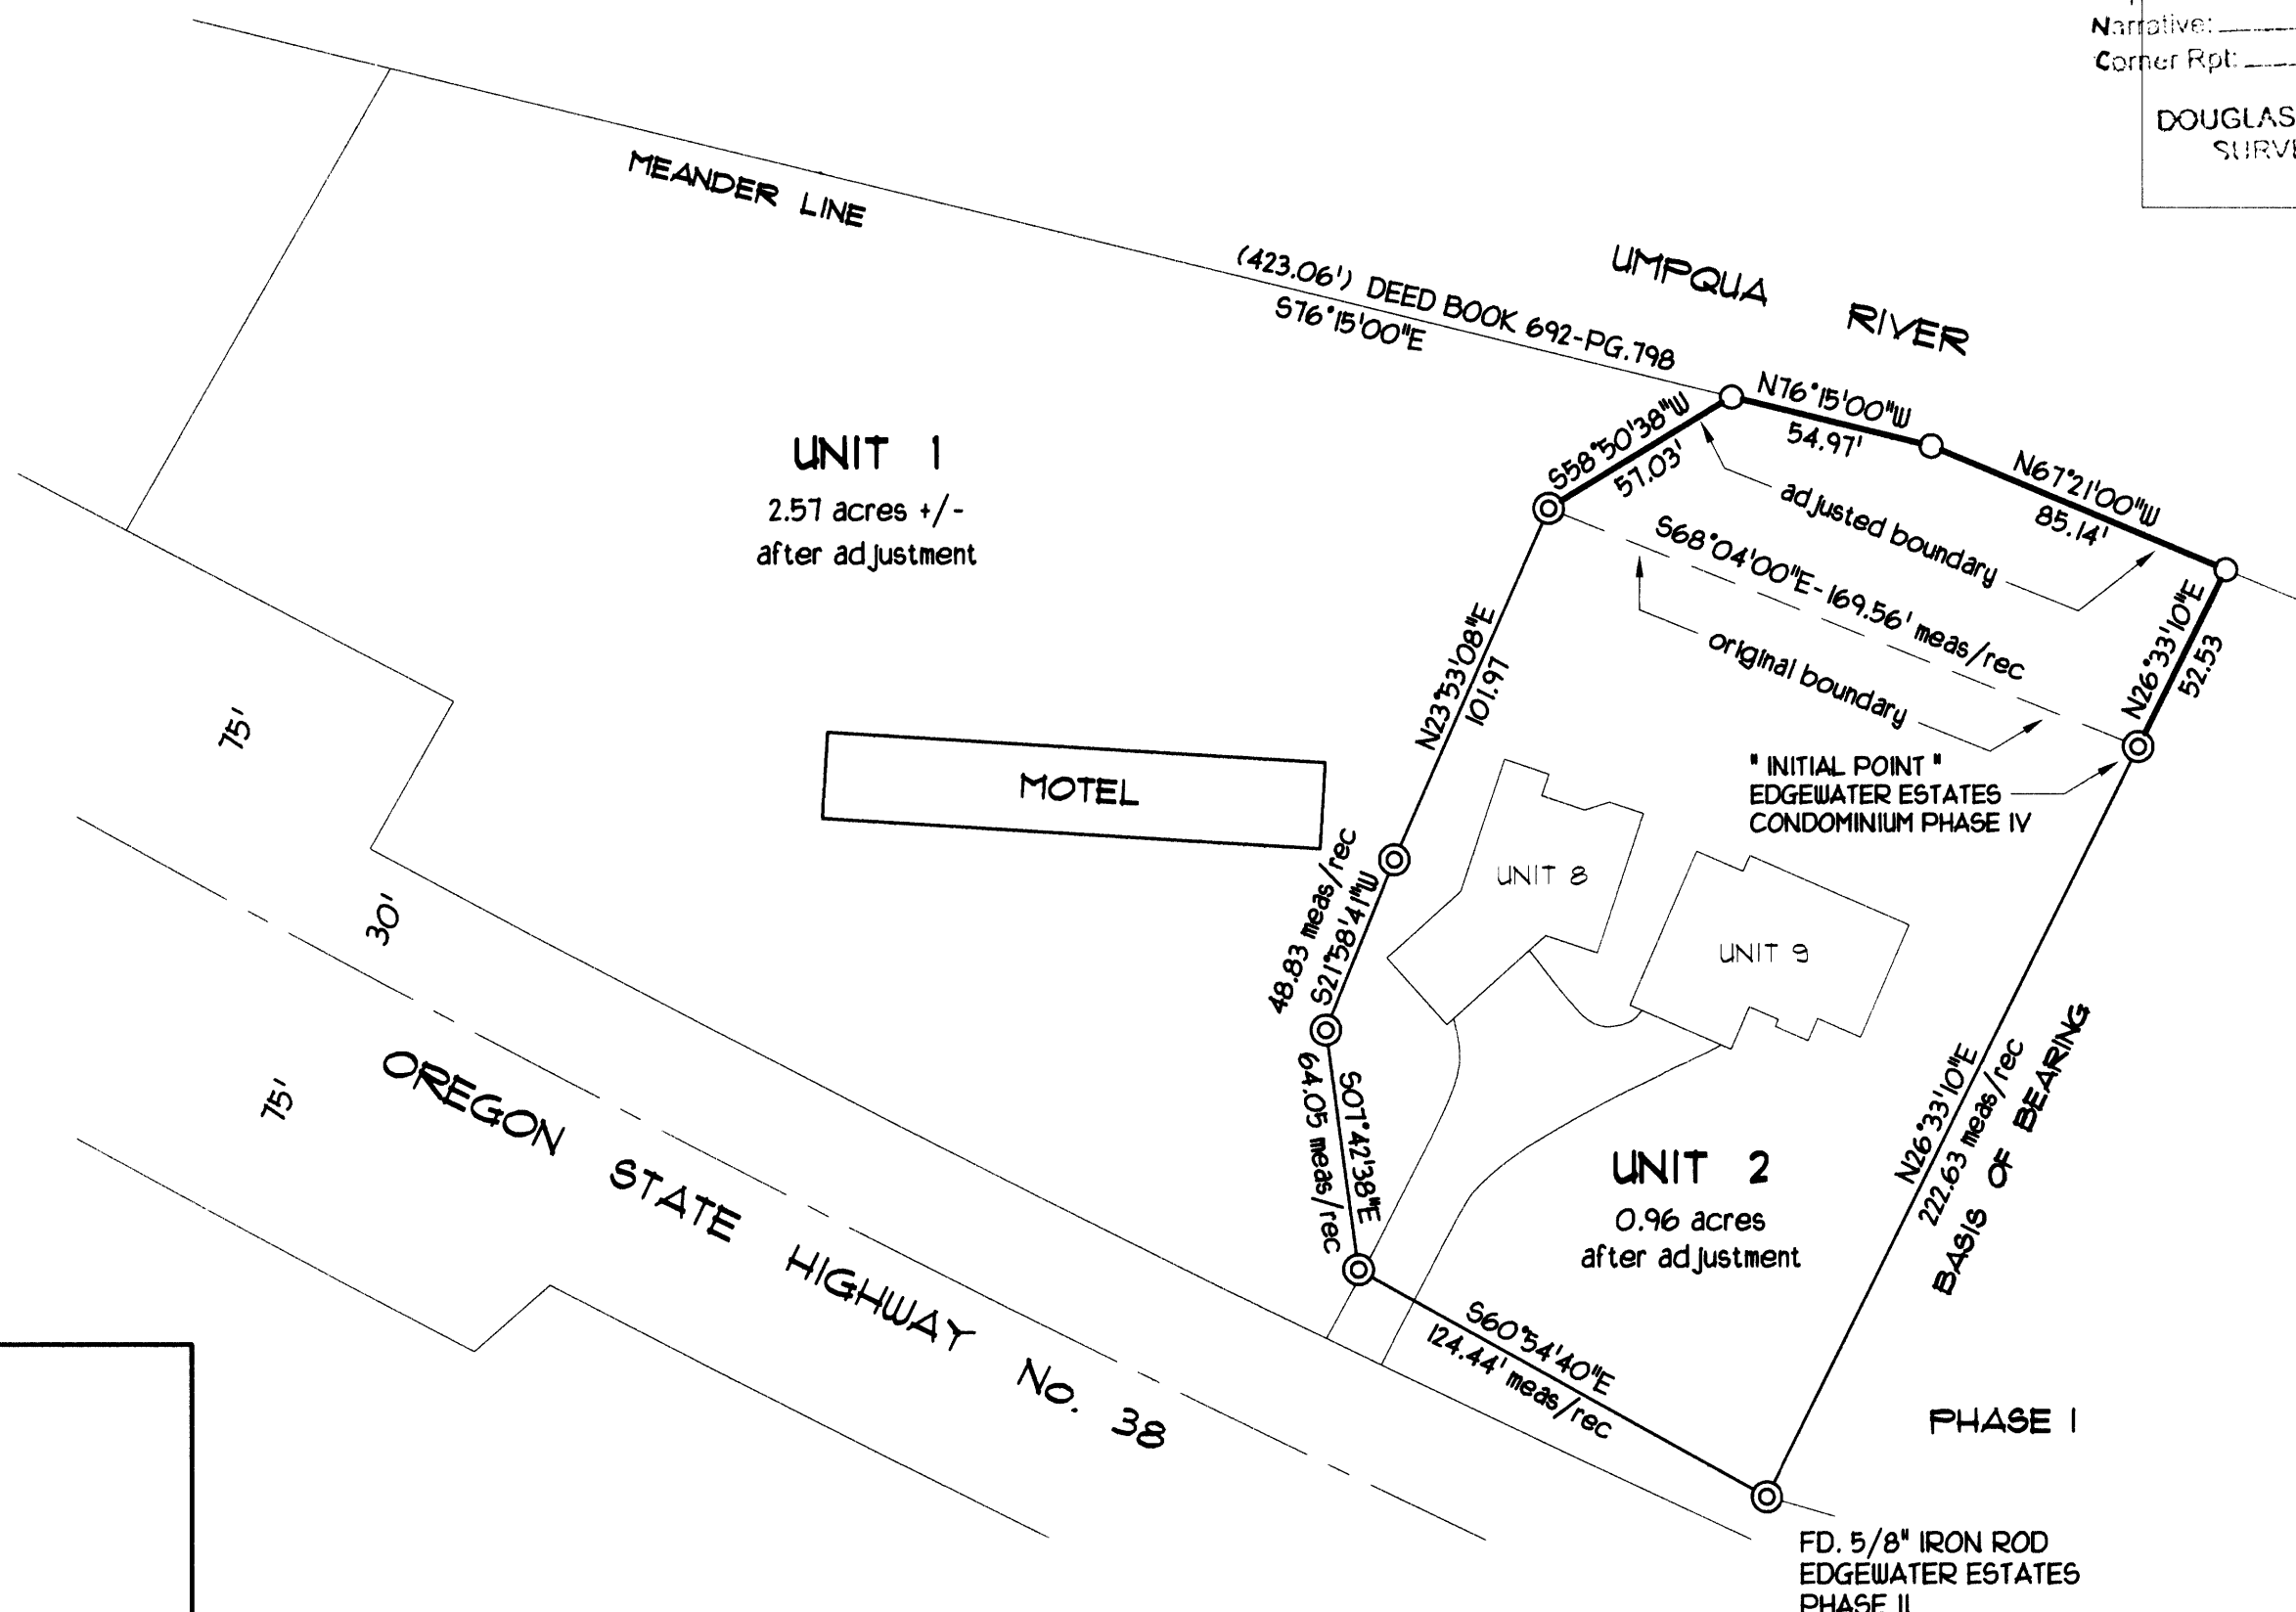 Narrative:
Corner Rpt:
DOUGLAS
SURVE
MEANDER LINE
(423.06') DEED BOOK 692-PG.798
S76°15'00"E
UMPQUA RIVER
N76°15'00"W
54.97'
S58°50'38"W
57.03'
N67°21'00"W
85.14'
adjusted boundary
S68°04'00"E-169.56' meas/rec
original boundary
N26°33'10"E
52.53
UNIT 1
2.57 acres +/-
after adjustment
N23°53'08"E
101.97
" INITIAL POINT "
EDGEWATER ESTATES
CONDOMINIUM PHASE IV
75'
MOTEL
48.83 meas/rec
S21°58'41"W
UNIT 8
UNIT 9
30'
75'
OREGON STATE HIGHWAY No. 38
64.05 meas/rec
S07°42'38"E
UNIT 2
0.96 acres
after adjustment
N26°33'10"E
222.63 meas/rec
BASIS OF BEARING
S60°54'40"E
124.44' meas/rec
PHASE I
FD. 5/8" IRON ROD
EDGEWATER ESTATES
PHASE II